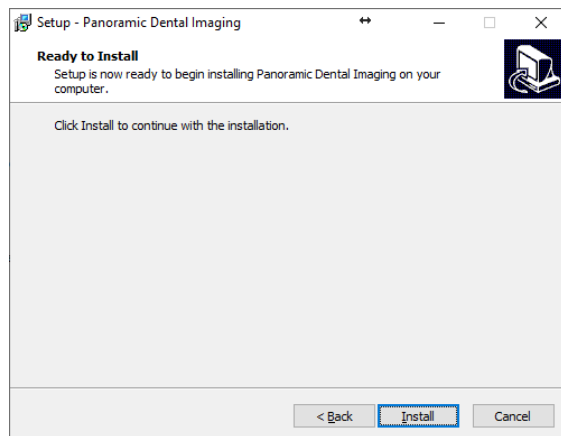 Setup - Panoramic Dental Imaging
Ready to Install
Setup is now ready to begin installing Panoramic Dental Imaging on your
computer.
Click Install to continue with the installation.
< Back
Install
Cancel